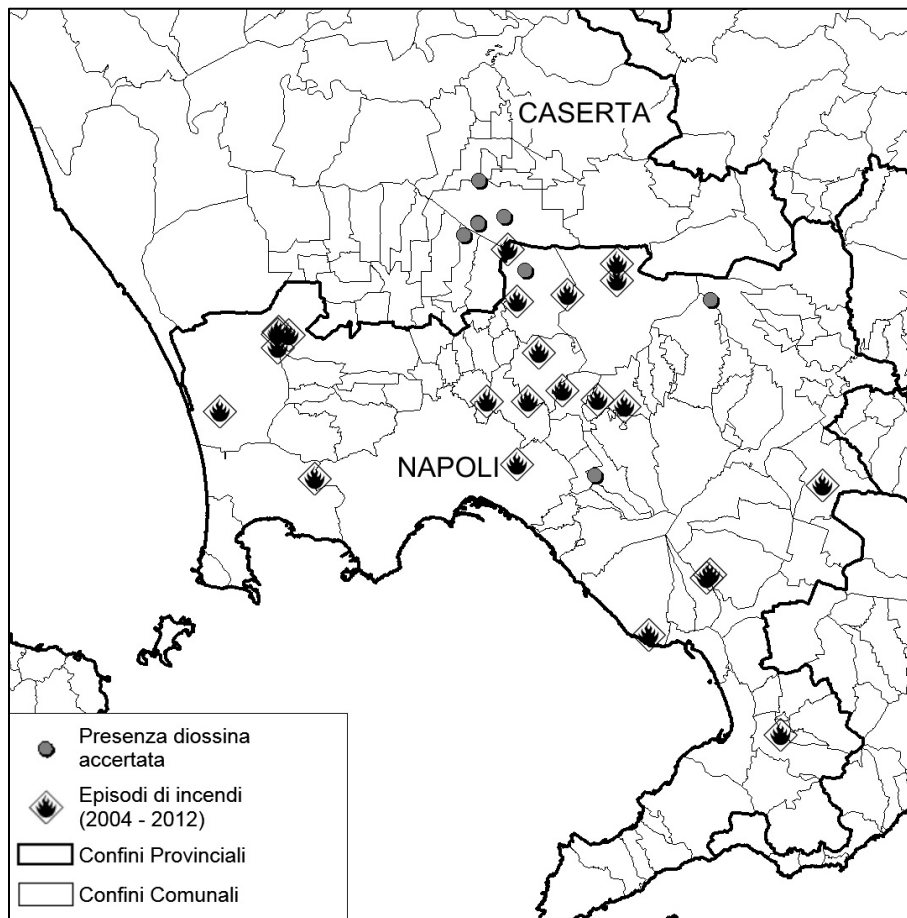 CASERTA
NAPOLI
Presenza diossina
accertata
Episodi di incendi
(2004 - 2012)
Confini Provinciali
Confini Comunali